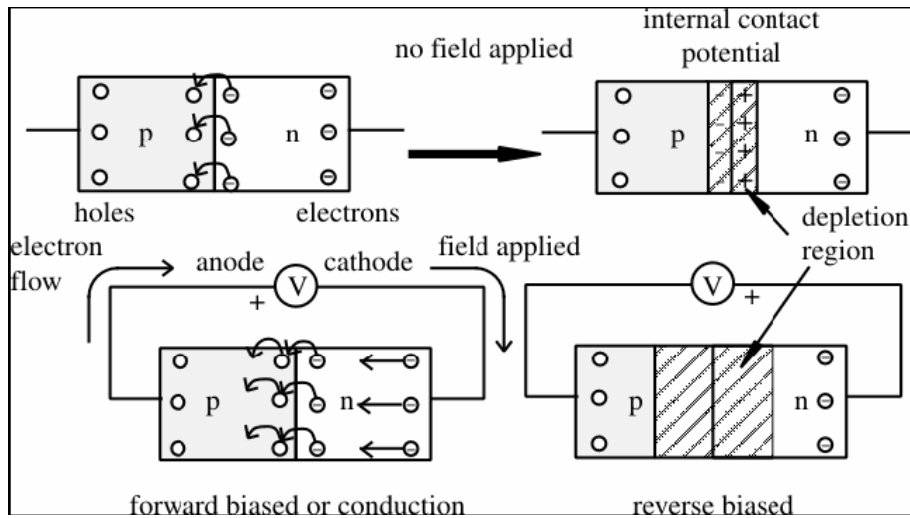 internal contact
potential
no field applied
p
n
p
n
holes
electrons
depletion
region
electron
flow
anode
cathode
field applied
V
+
V
+
p
n
p
n
forward biased or conduction
reverse biased